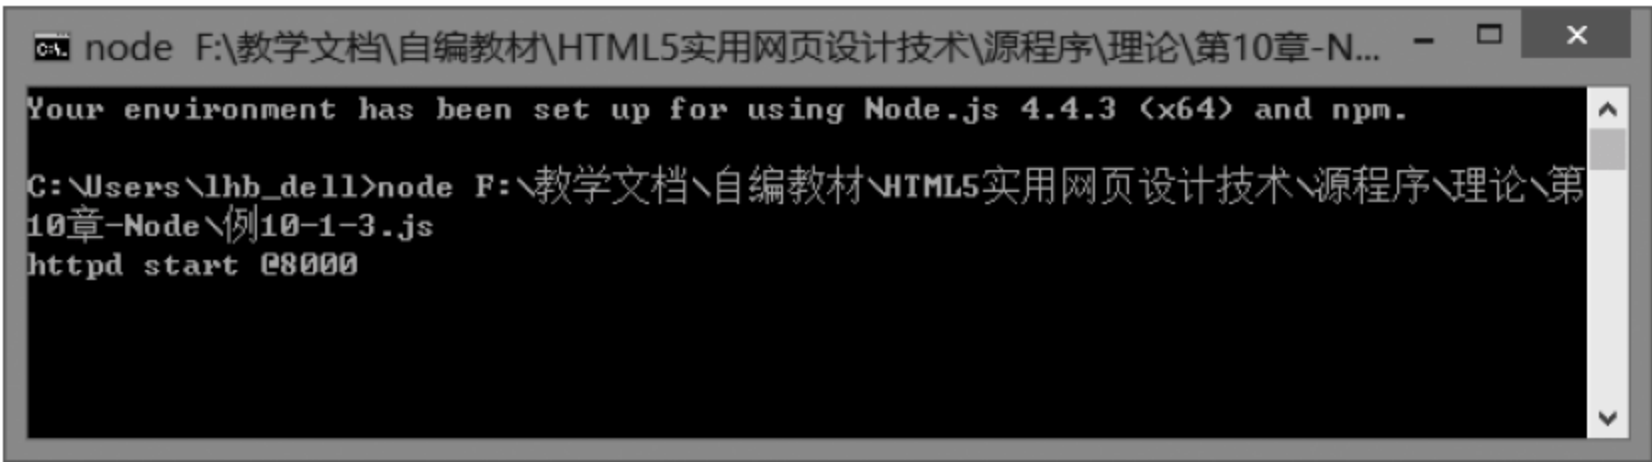 node F:\教学文档\自编教材\HTML5实用网页设计技术\源程序\理论\第10章-N...
Your environment has been set up for using Node.js 4.4.3 (x64) and npm.
C:\Users\lhb_dell>node F:\教学文档\自编教材\HTML5实用网页设计技术\源程序\理论\第
10章-Node\例10-1-3.js
httpd start @8000